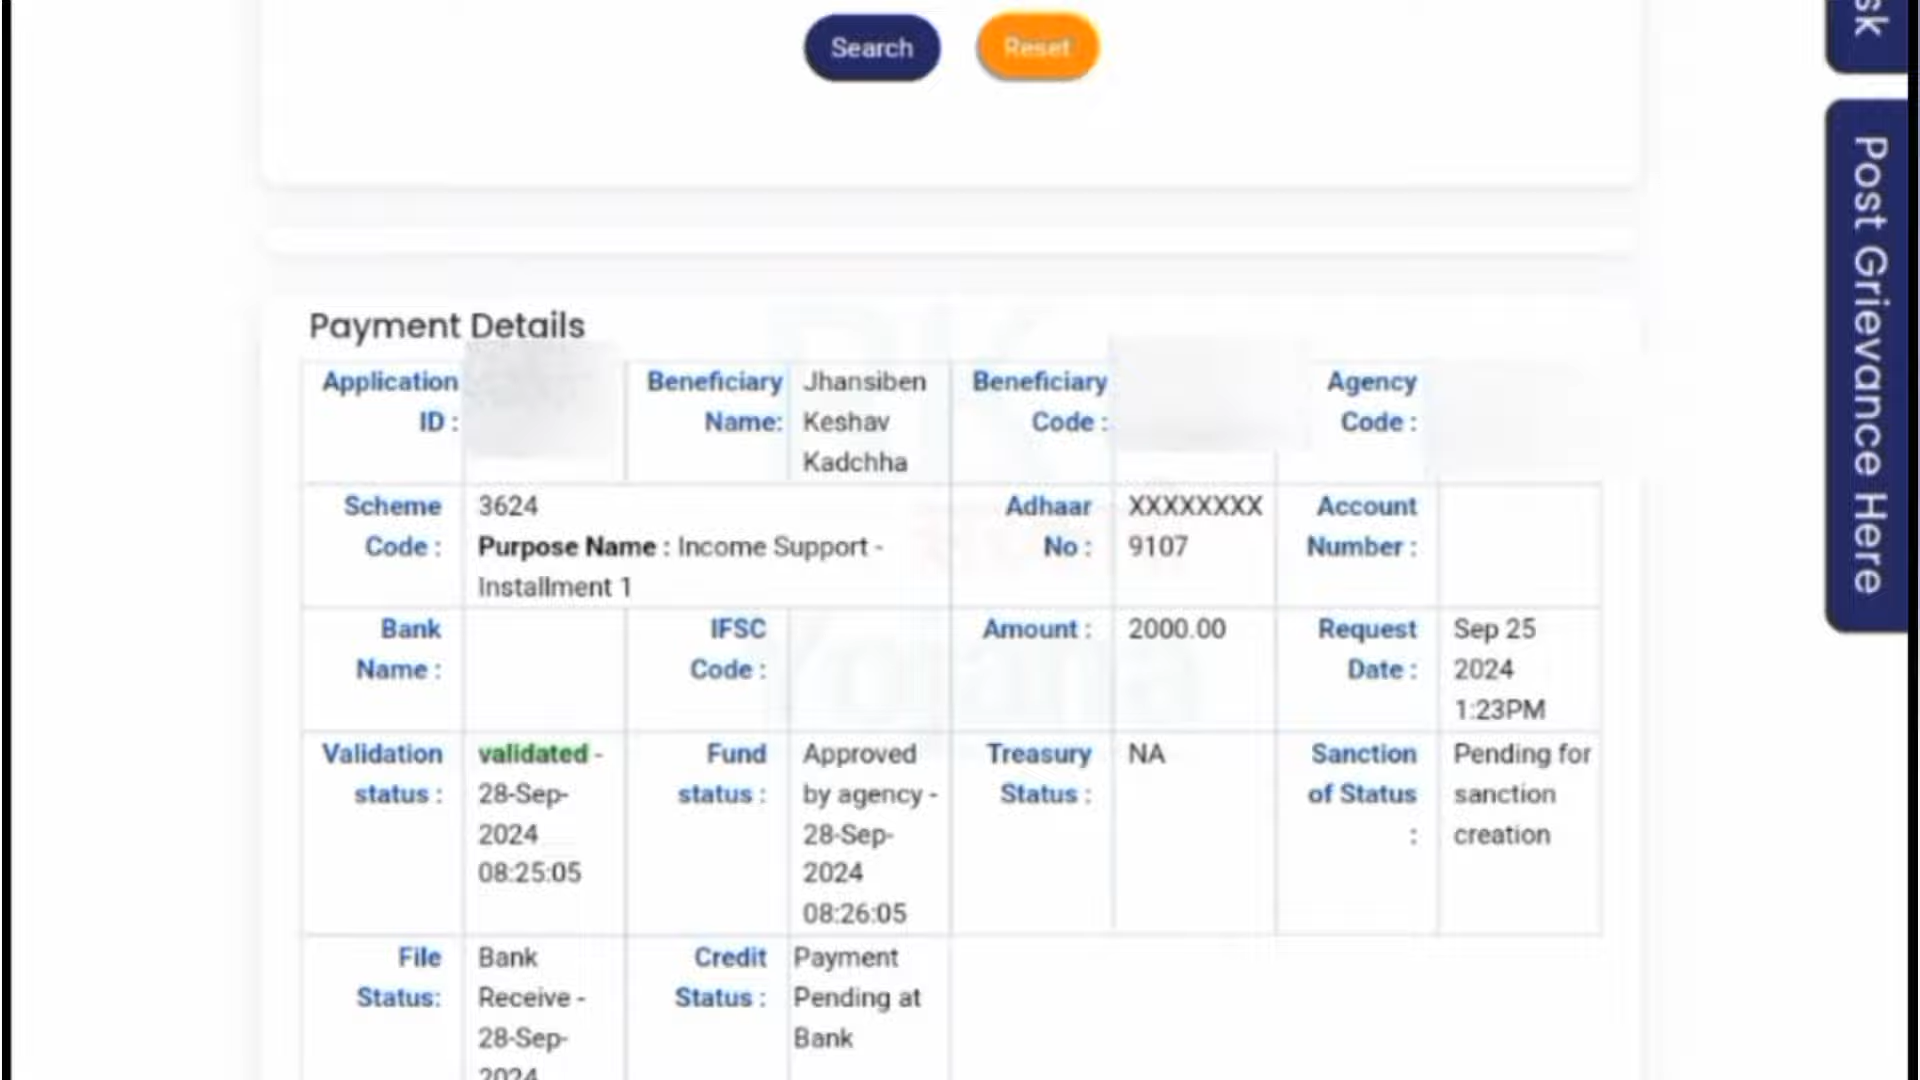 Search
Reset
sk
Post Grievance Here
Payment Details
Application ID :
Beneficiary Name:
Jhansiben Keshav Kadchha
Beneficiary Code :
Agency Code :
Scheme Code :
3624
Purpose Name : Income Support -
Installment 1
Adhaar No :
XXXXXXXX 9107
Account Number :
Bank Name :
IFSC Code :
Amount :
2000.00
Request Date :
Sep 25 2024 1:23PM
Validation status :
validated - 28-Sep-2024 08:25:05
Fund status :
Approved by agency - 28-Sep-2024 08:26:05
Treasury Status :
NA
Sanction of Status :
Pending for sanction creation
File Status:
Bank Receive - 28-Sep-2024
Credit Status :
Payment Pending at Bank
Yojana